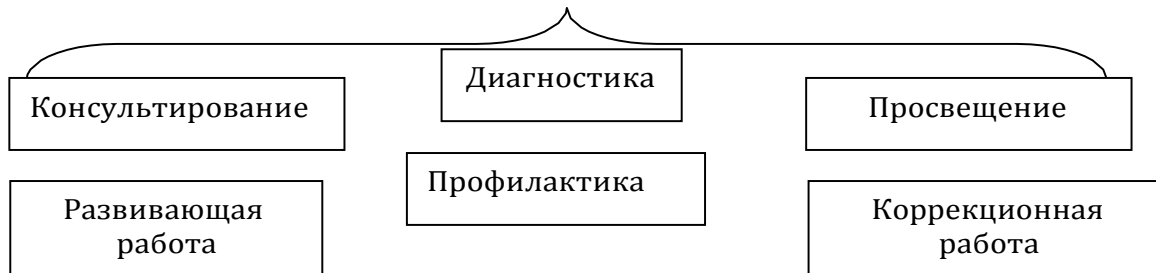 Диагностика
Консультирование
Просвещение
Профилактика
Развивающая
работа
Коррекционная
работа